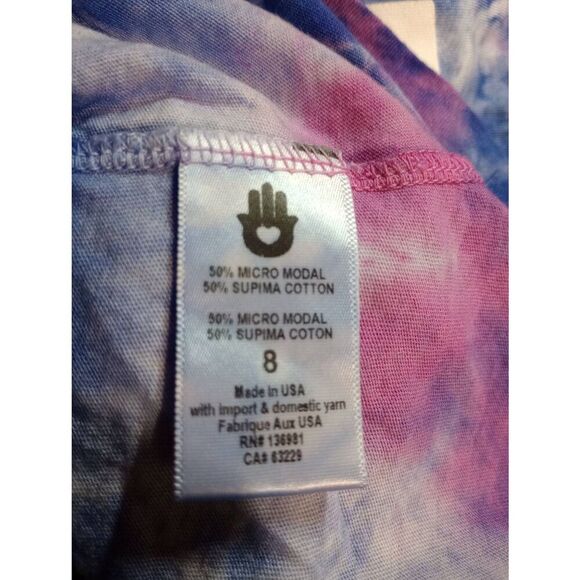 50% MICRO MODAL
50% SUPIMA COTTON
50% MICRO MODAL
50% SUPIMA COTON
8
Made in USA
with import & domestic yarn
Fabrique Aux USA
RN# 136981
CA# 63229